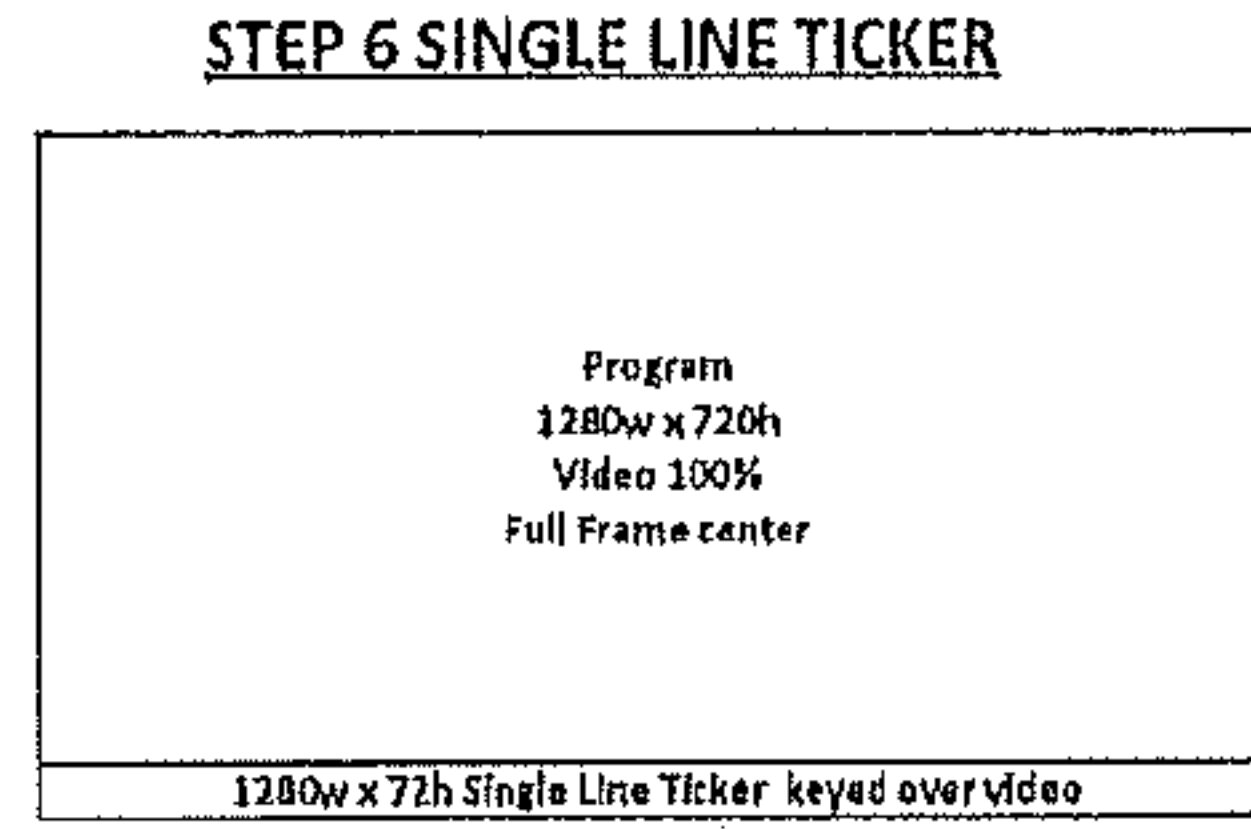 STEP 6 SINGLE LINE TICKER
Program
1280w x 720h
Video 100%
Full Frame center
1280w x 72h Single Line Ticker keyed over video